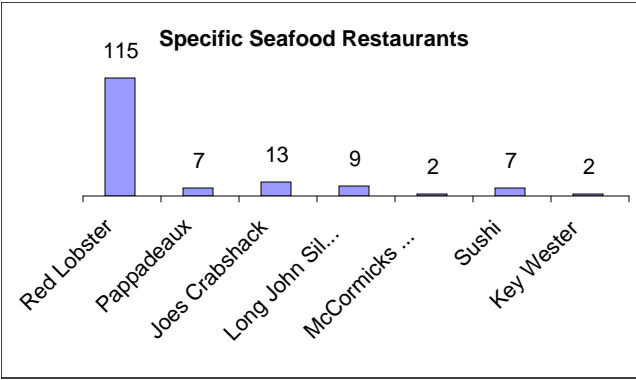 Specific Seafood Restaurants
115
7
13
9
2
7
2
Red Lobster
Pappadeaux
Joes Crabshack
Long John Sil...
McCormicks ...
Sushi
Key Wester